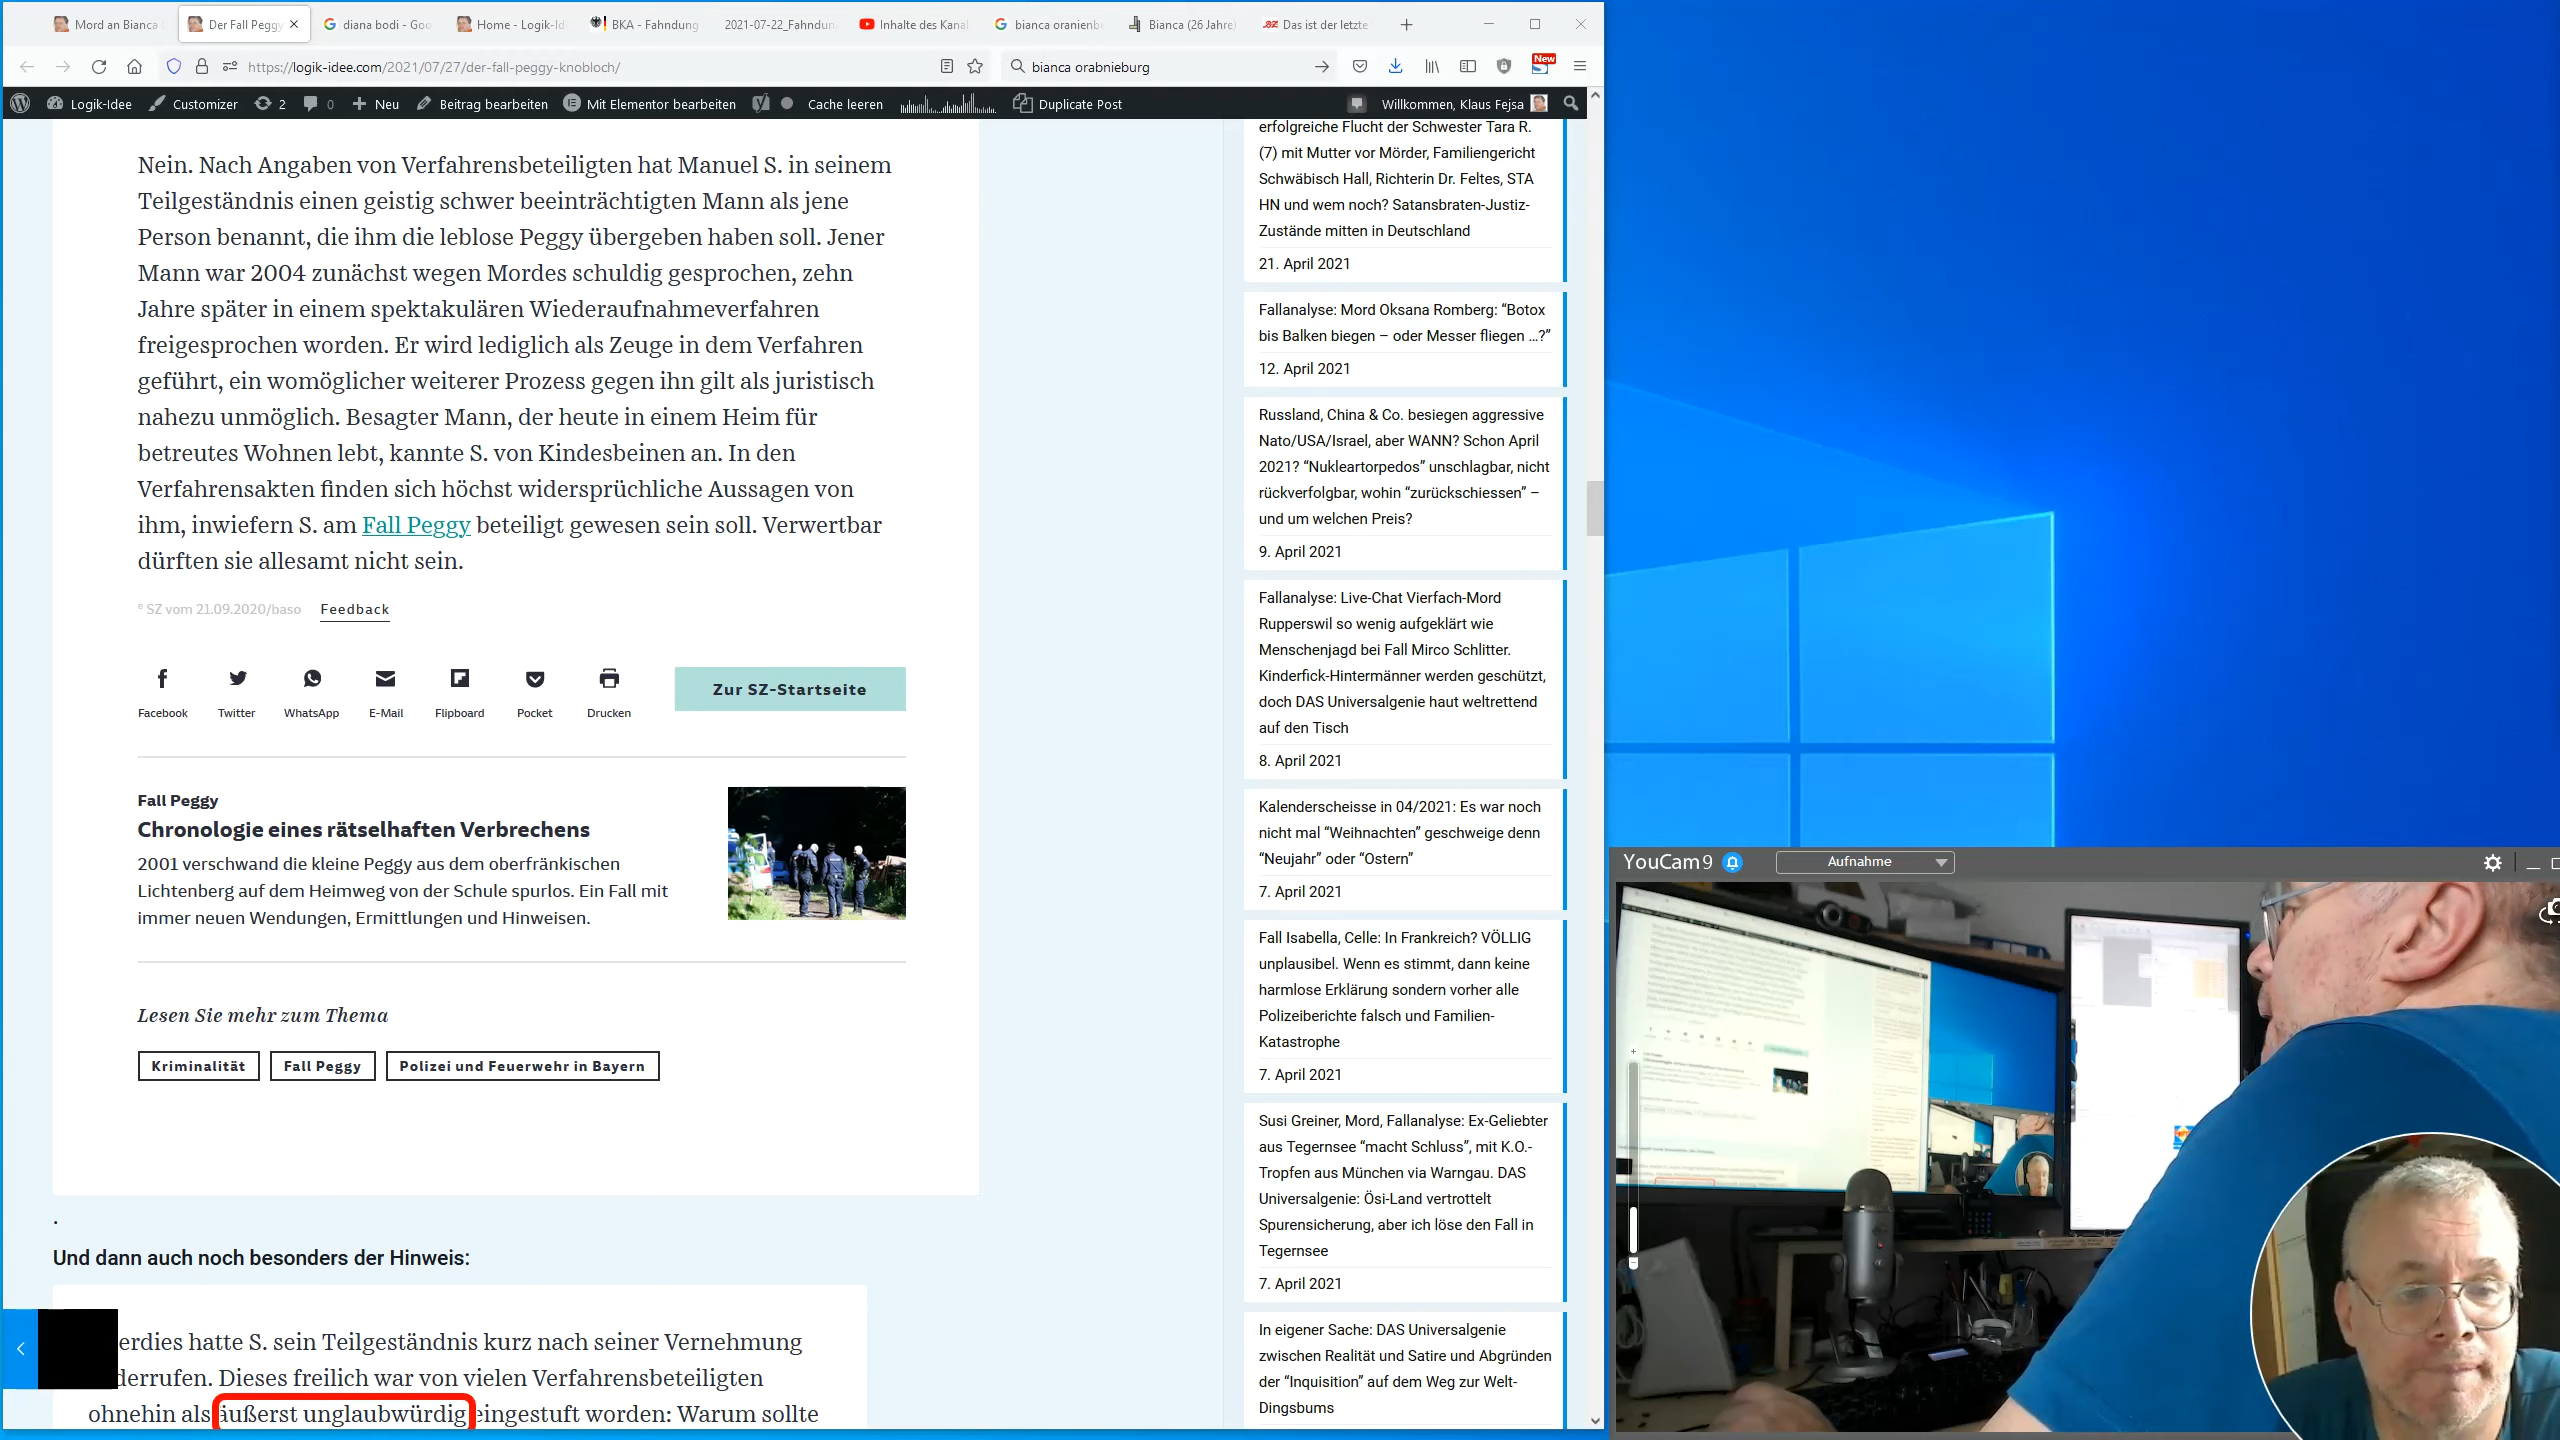 Mord an Bianca
Der Fall Peggy
diana bodi - Goo
Home - Logik-Id
BKA - Fahndung
2021-07-22_Fahndun
Inhalte des Kanal
bianca oranienb
Bianca (26 Jahre)
Das ist der letzte
https://logik-idee.com/2021/07/27/der-fall-peggy-knobloch/
bianca orabnieburg
New
Logik-Idee
Customizer
2
0
Neu
Beitrag bearbeiten
Mit Elementor bearbeiten
Cache leeren
Duplicate Post
Willkommen, Klaus Fejsa
Nein. Nach Angaben von Verfahrensbeteiligten hat Manuel S. in seinem
Teilgeständnis einen geistig schwer beeinträchtigten Mann als jene
Person benannt, die ihm die leblose Peggy übergeben haben soll. Jener
Mann war 2004 zunächst wegen Mordes schuldig gesprochen, zehn
Jahre später in einem spektakulären Wiederaufnahmeverfahren
freigesprochen worden. Er wird lediglich als Zeuge in dem Verfahren
geführt, ein womöglicher weiterer Prozess gegen ihn gilt als juristisch
nahezu unmöglich. Besagter Mann, der heute in einem Heim für
betreutes Wohnen lebt, kannte S. von Kindesbeinen an. In den
Verfahrensakten finden sich höchst widersprüchliche Aussagen von
ihm, inwiefern S. am Fall Peggy beteiligt gewesen sein soll. Verwertbar
dürften sie allesamt nicht sein.
© SZ vom 21.09.2020/baso
Feedback
Facebook
Twitter
WhatsApp
E-Mail
Flipboard
Pocket
Drucken
Zur SZ-Startseite
Fall Peggy
Chronologie eines rätselhaften Verbrechens
2001 verschwand die kleine Peggy aus dem oberfränkischen
Lichtenberg auf dem Heimweg von der Schule spurlos. Ein Fall mit
immer neuen Wendungen, Ermittlungen und Hinweisen.
Lesen Sie mehr zum Thema
Kriminalität
Fall Peggy
Polizei und Feuerwehr in Bayern
.
Und dann auch noch besonders der Hinweis:
erdies hatte S. sein Teilgeständnis kurz nach seiner Vernehmung
derrufen. Dieses freilich war von vielen Verfahrensbeteiligten
ohnehin als äußerst unglaubwürdig eingestuft worden: Warum sollte
erfolgreiche Flucht der Schwester Tara R.
(7) mit Mutter vor Mörder, Familiengericht
Schwäbisch Hall, Richterin Dr. Feltes, STA
HN und wem noch? Satansbraten-Justiz-
Zustände mitten in Deutschland
21. April 2021
Fallanalyse: Mord Oksana Romberg: “Botox
bis Balken biegen – oder Messer fliegen …?”
12. April 2021
Russland, China & Co. besiegen aggressive
Nato/USA/Israel, aber WANN? Schon April
2021? “Nukleartorpedos” unschlagbar, nicht
rückverfolgbar, wohin “zurückschiessen” –
und um welchen Preis?
9. April 2021
Fallanalyse: Live-Chat Vierfach-Mord
Rupperswil so wenig aufgeklärt wie
Menschenjagd bei Fall Mirco Schlitter.
Kinderfick-Hintermänner werden geschützt,
doch DAS Universalgenie haut weltrettend
auf den Tisch
8. April 2021
Kalenderscheisse in 04/2021: Es war noch
nicht mal “Weihnachten” geschweige denn
“Neujahr” oder “Ostern”
7. April 2021
Fall Isabella, Celle: In Frankreich? VÖLLIG
unplausibel. Wenn es stimmt, dann keine
harmlose Erklärung sondern vorher alle
Polizeiberichte falsch und Familien-
Katastrophe
7. April 2021
Susi Greiner, Mord, Fallanalyse: Ex-Geliebter
aus Tegernsee “macht Schluss”, mit K.O.-
Tropfen aus München via Warngau. DAS
Universalgenie: Ösi-Land vertrottelt
Spurensicherung, aber ich löse den Fall in
Tegernsee
7. April 2021
In eigener Sache: DAS Universalgenie
zwischen Realität und Satire und Abgründen
der “Inquisition” auf dem Weg zur Welt-
Dingsbums
YouCam 9
Aufnahme